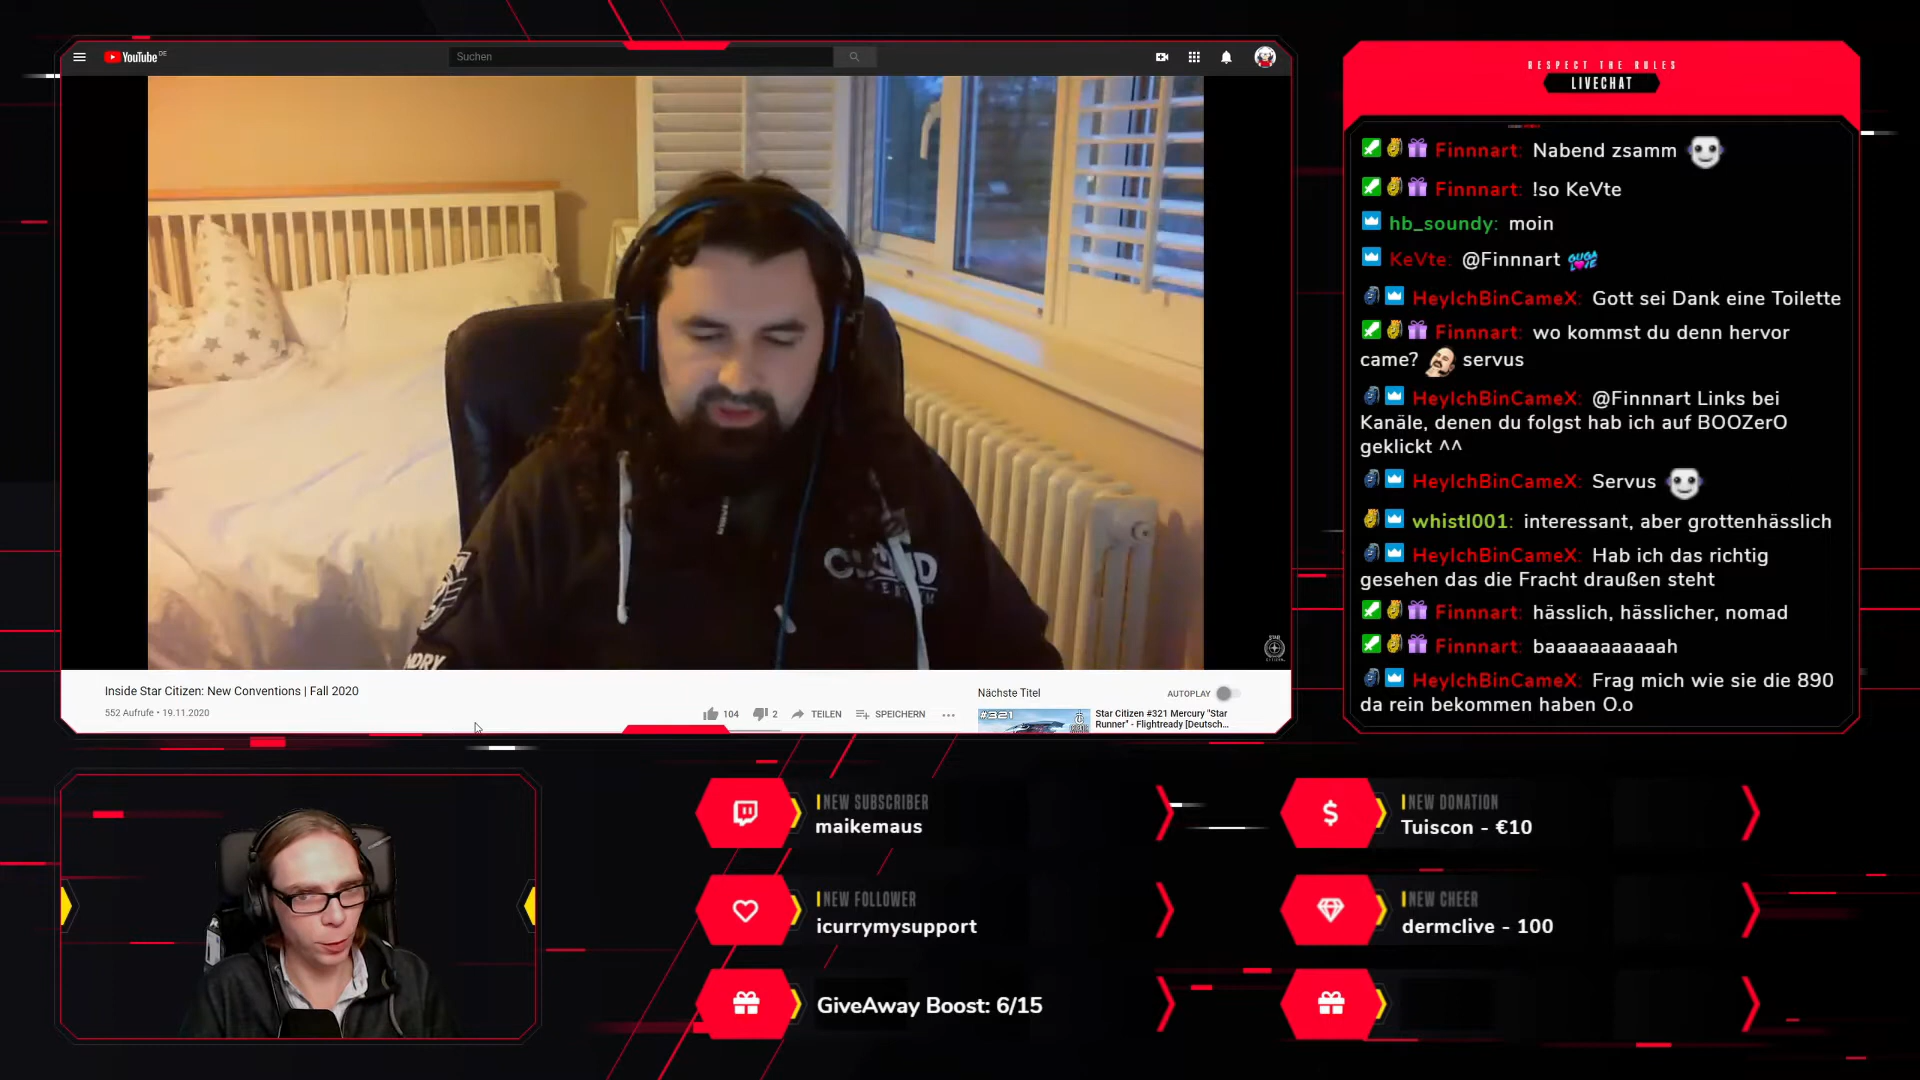 YouTube DE
Suchen
CLOUD
NDRY
STAR
CITIZEN
Inside Star Citizen: New Conventions | Fall 2020
552 Aufrufe • 19.11.2020
104
2
TEILEN
SPEICHERN
Nächste Titel
AUTOPLAY
#321
Star Citizen #321 Mercury "Star
Runner" - Flightready [Deutsch...
RESPECT THE RULES
LIVECHAT
Finnnart: Nabend zsamm
Finnnart: !so KeVte
hb_soundy: moin
KeVte: @Finnnart
HeyIchBinCameX: Gott sei Dank eine Toilette
Finnnart: wo kommst du denn hervor
came? servus
HeyIchBinCameX: @Finnnart Links bei
Kanäle, denen du folgst hab ich auf BOOZerO
geklickt ^^
HeyIchBinCameX: Servus
whistl001: interessant, aber grottenhässlich
HeyIchBinCameX: Hab ich das richtig
gesehen das die Fracht draußen steht
Finnnart: hässlich, hässlicher, nomad
Finnnart: baaaaaaaaaaah
HeyIchBinCameX: Frag mich wie sie die 890
da rein bekommen haben O.o
NEW SUBSCRIBER
maikemaus
NEW DONATION
Tuiscon - €10
NEW FOLLOWER
icurrymysupport
NEW CHEER
dermclive - 100
GiveAway Boost: 6/15